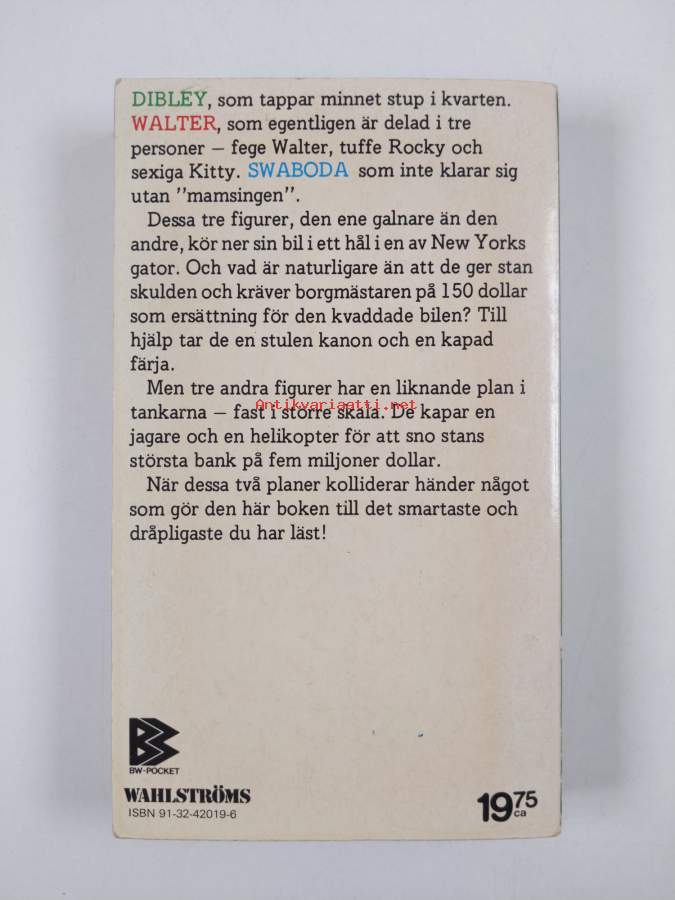 DIBLEY, som tappar minnet stup i kvarten.
WALTER, som egentligen är delad i tre
personer – fege Walter, tuffe Rocky och
sexiga Kitty. SWABODA som inte klarar sig
utan ”mamsingen”.
Dessa tre figurer, den ene galnare än den
andre, kör ner sin bil i ett hål i en av New Yorks
gator. Och vad är naturligare än att de ger stan
skulden och kräver borgmästaren på 150 dollar
som ersättning för den kvaddade bilen? Till
hjälp tar de en stulen kanon och en kapad
färja.
Men tre andra figurer har en liknande plan i
tankarna – fast i större skala. De kapar en
Antikvariaatti.net
jagare och en helikopter för att sno stans
största bank på fem miljoner dollar.
När dessa två planer kolliderar händer något
som gör den här boken till det smartaste och
dråpligaste du har läst!
BW-POCKET
WAHLSTRÖMS
ISBN 91-32-42019-6
19 75
ca